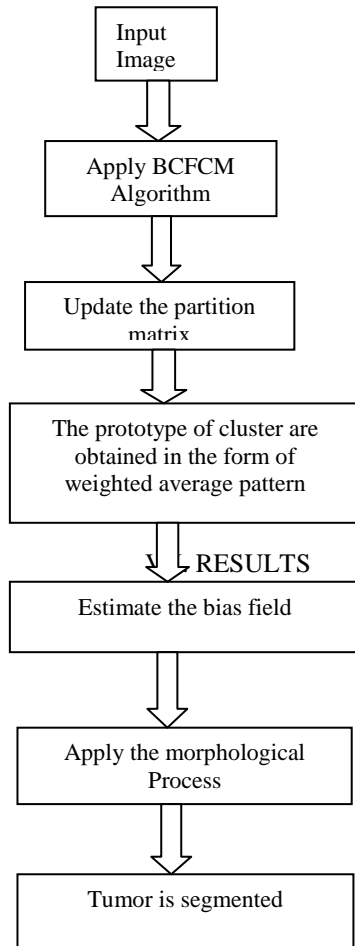 Input
Image
Apply BCFCM
Algorithm
Update the partition
matrix
The prototype of cluster are
obtained in the form of
weighted average pattern
RESULTS
Estimate the bias field
Apply the morphological
Process
Tumor is segmented